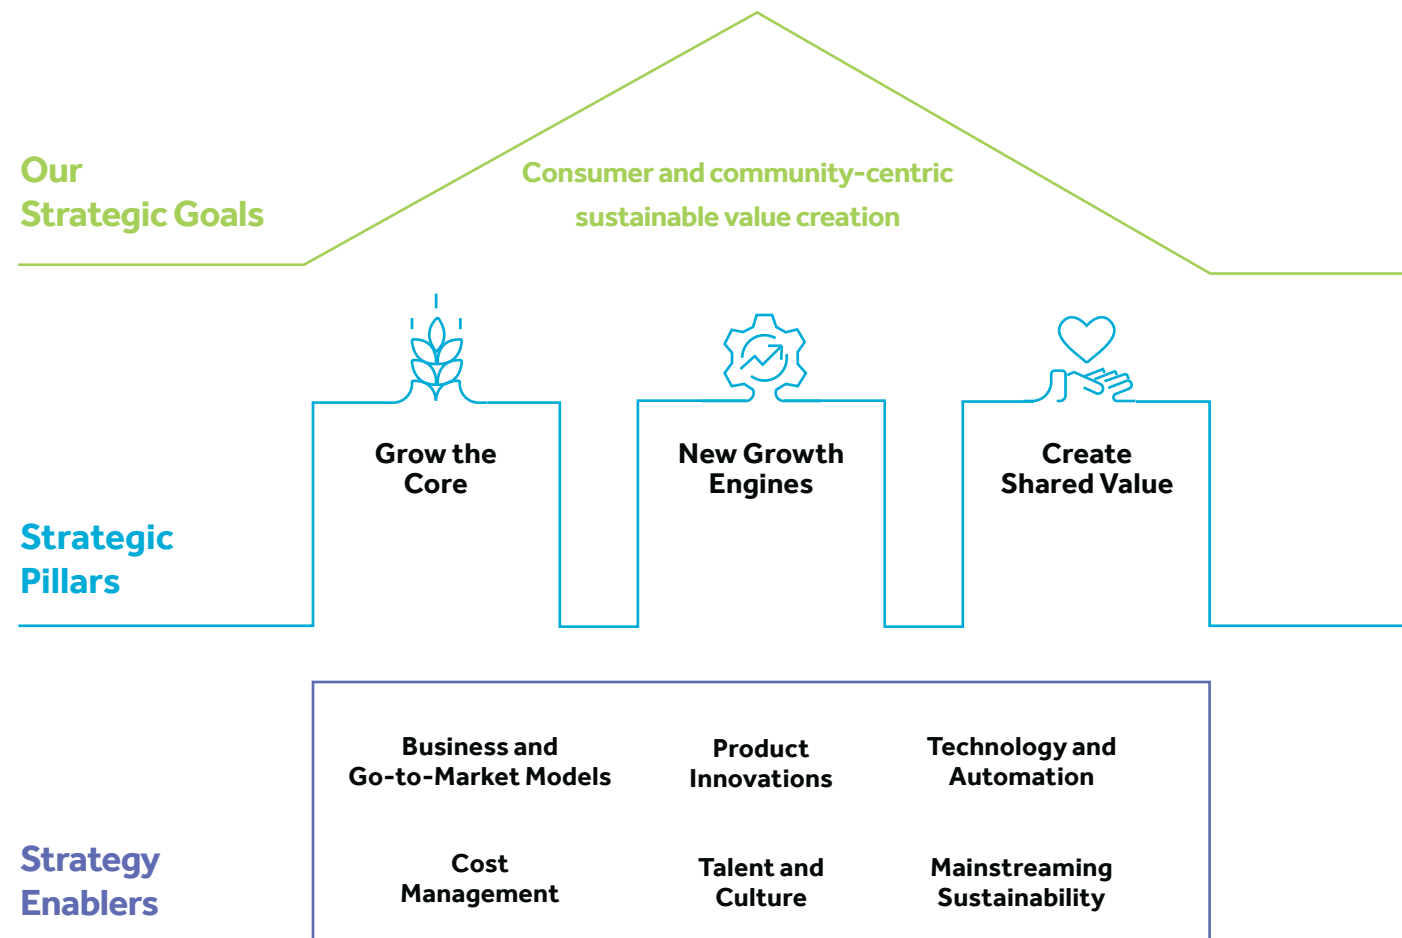 Our
Strategic Goals
Consumer and community-centric
sustainable value creation
Strategic
Pillars
Grow the
Core
New Growth
Engines
Create
Shared Value
Strategy
Enablers
Business and
Go-to-Market Models
Product
Innovations
Technology and
Automation
Cost
Management
Talent and
Culture
Mainstreaming
Sustainability